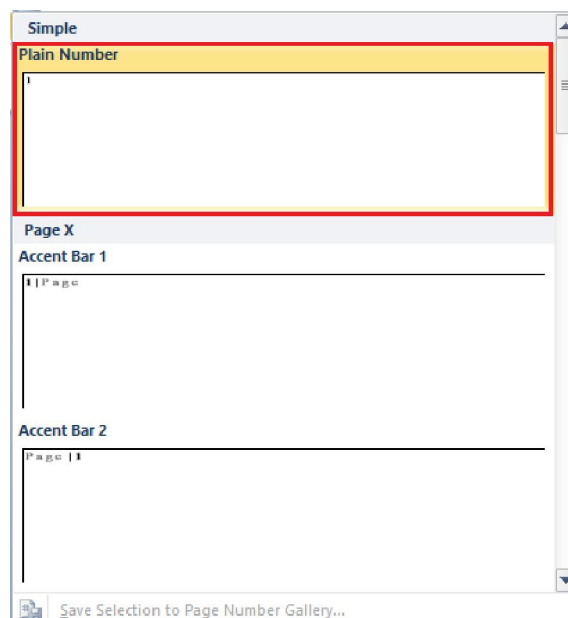 Simple
Plain Number
1
Page X
Accent Bar 1
1|Page
Accent Bar 2
Page |1
Save Selection to Page Number Gallery...